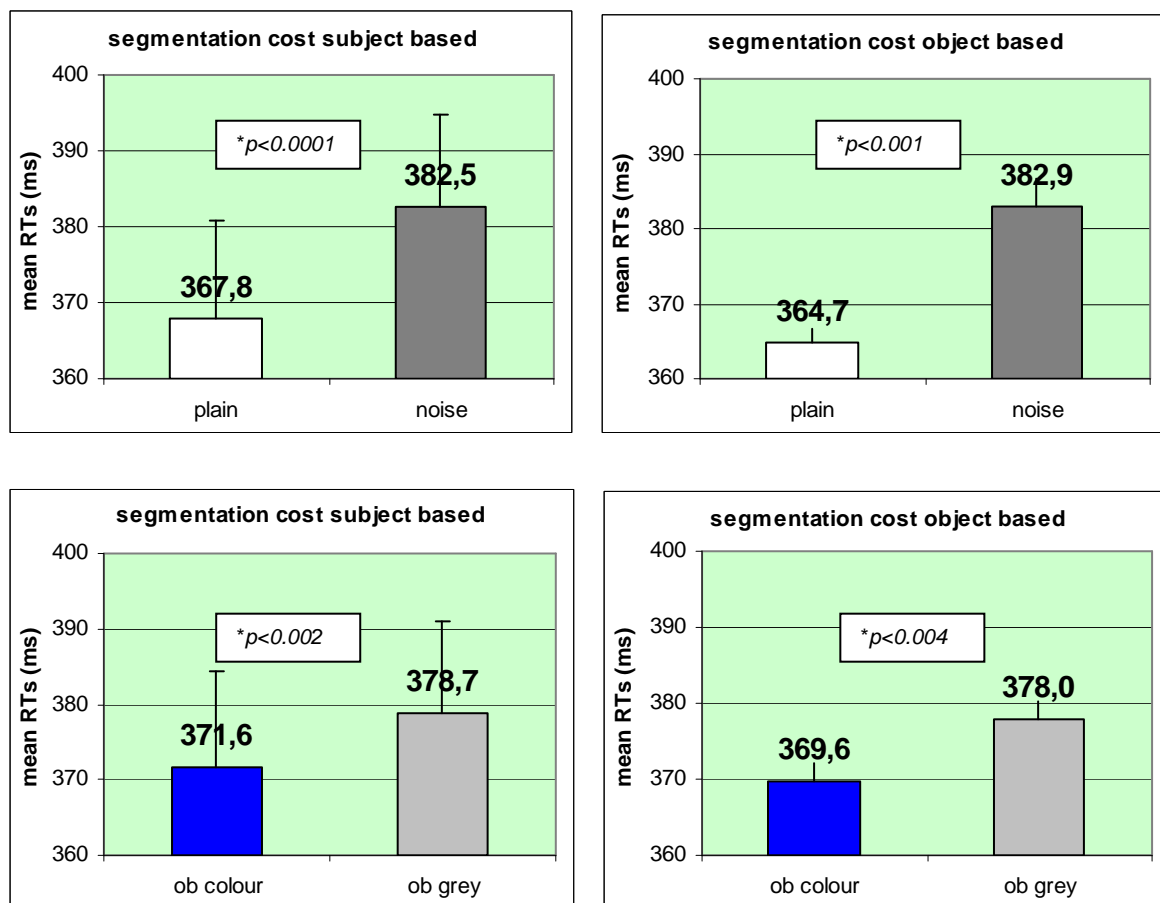 segmentation cost subject based
400
390
380
370
360
mean RTs (ms)
*p<0.0001
367,8
382,5
plain
noise
segmentation cost object based
400
390
380
370
360
mean RTs (ms)
*p<0.001
364,7
382,9
plain
noise
segmentation cost subject based
400
390
380
370
360
mean RTs (ms)
*p<0.002
371,6
378,7
ob colour
ob grey
segmentation cost object based
400
390
380
370
360
mean RTs (ms)
*p<0.004
369,6
378,0
ob colour
ob grey